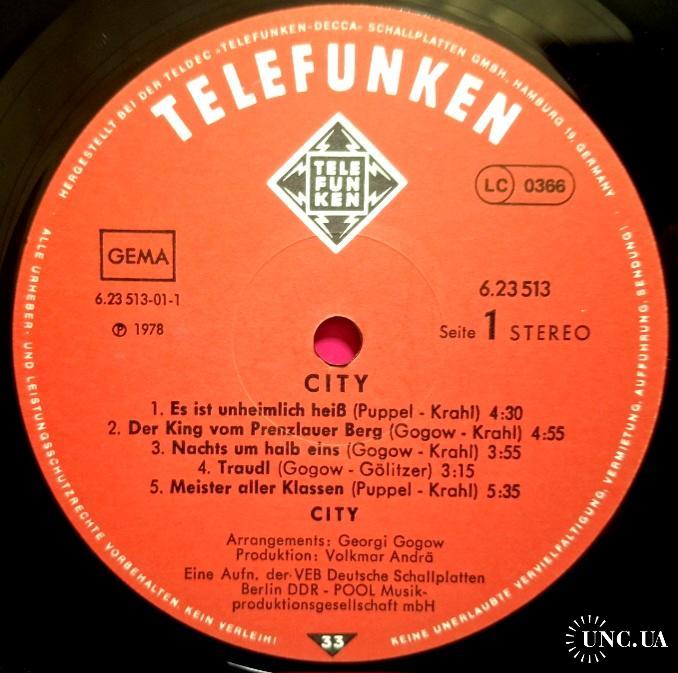 HERGESTELLT BEI DER TELDEC »TELEFUNKEN-DECCA« SCHALLPLATTEN GMBH, HAMBURG 19, GERMANY
TELEFUNKEN
TELE
FUN
KEN
LC 0366
GEMA
6.23 513-01-1
6.23 513
℗ 1978
Seite 1 STEREO
CITY
1. Es ist unheimlich heiß (Puppel - Krahl) 4:30
2. Der King vom Prenzlauer Berg (Gogow - Krahl) 4:55
3. Nachts um halb eins (Gogow - Krahl) 3:55
4. Traudl (Gogow - Gölitzer) 3:15
5. Meister aller Klassen (Puppel - Krahl) 5:35
CITY
Arrangements: Georgi Gogow
Produktion: Volkmar Andrä
Eine Aufn. der VEB Deutsche Schallplatten
Berlin DDR - POOL Musik-
produktionsgesellschaft mbH
33
ALLE URHEBER- UND LEISTUNGSSCHUTZRECHTE VORBEHALTEN. KEIN VERLEIH!
KEINE UNERLAUBTE VERVIELFÄLTIGUNG, VERMIETUNG, AUFFÜHRUNG, SENDUNG!
UNC.UA